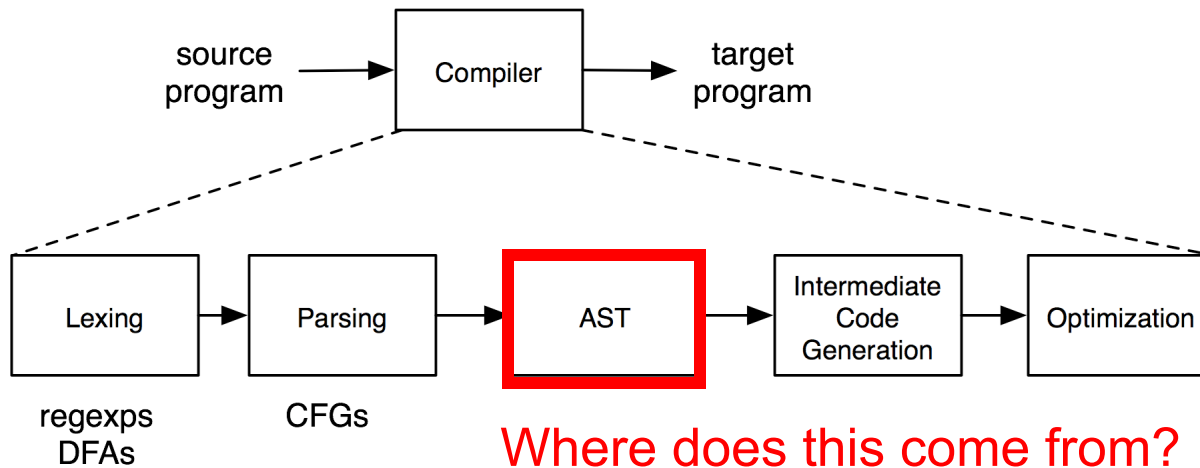 source
program
Compiler
target
program
Lexing
Parsing
AST
Intermediate
Code
Generation
Optimization
regexps
DFAs
CFGs
Where does this come from?